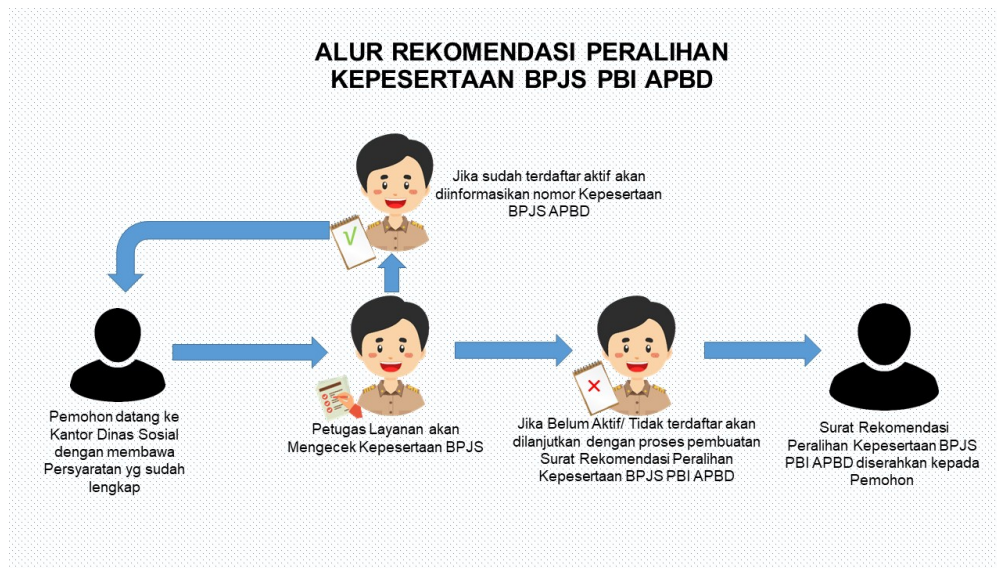 ALUR REKOMENDASI PERALIHAN
KEPESERTAAN BPJS PBI APBD
Jika sudah terdaftar aktif akan
diinformasikan nomor Kepesertaan
BPJS APBD
Pemohon datang ke
Kantor Dinas Sosial
dengan membawa
Persyaratan yg sudah
lengkap
Petugas Layanan akan
Mengecek Kepesertaan BPJS
Jika Belum Aktif/ Tidak terdaftar akan
dilanjutkan dengan proses pembuatan
Surat Rekomendasi Peralihan
Kepesertaan BPJS PBI APBD
Surat Rekomendasi
Peralihan Kepesertaan BPJS
PBI APBD diserahkan kepada
Pemohon